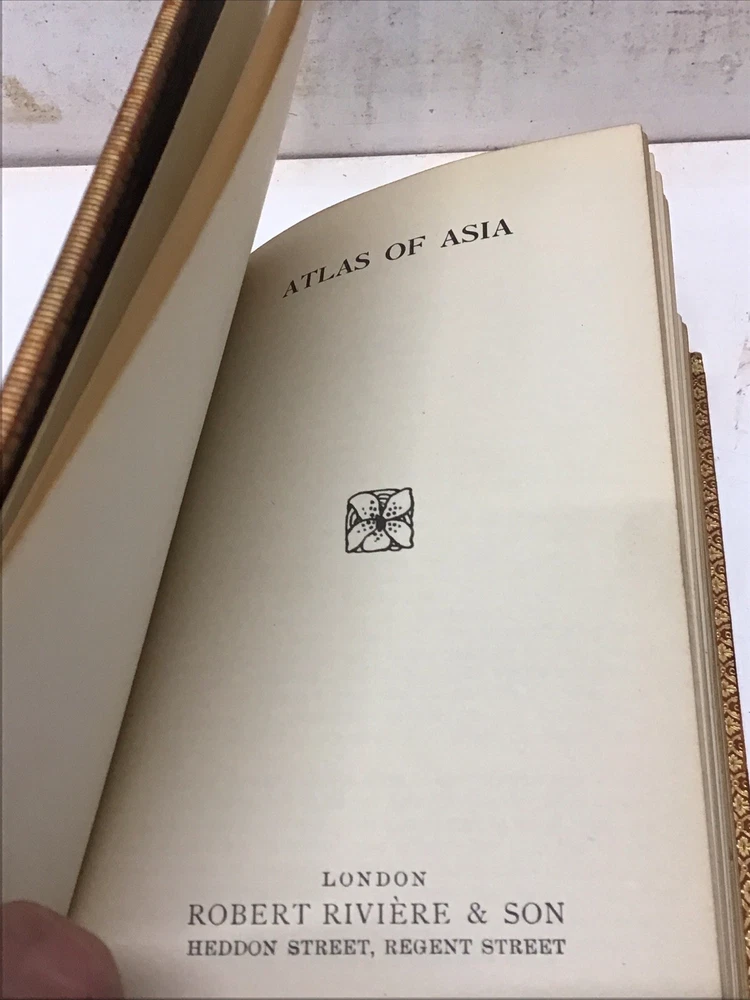 ATLAS OF ASIA
LONDON
ROBERT RIVIÈRE & SON
HEDDON STREET, REGENT STREET